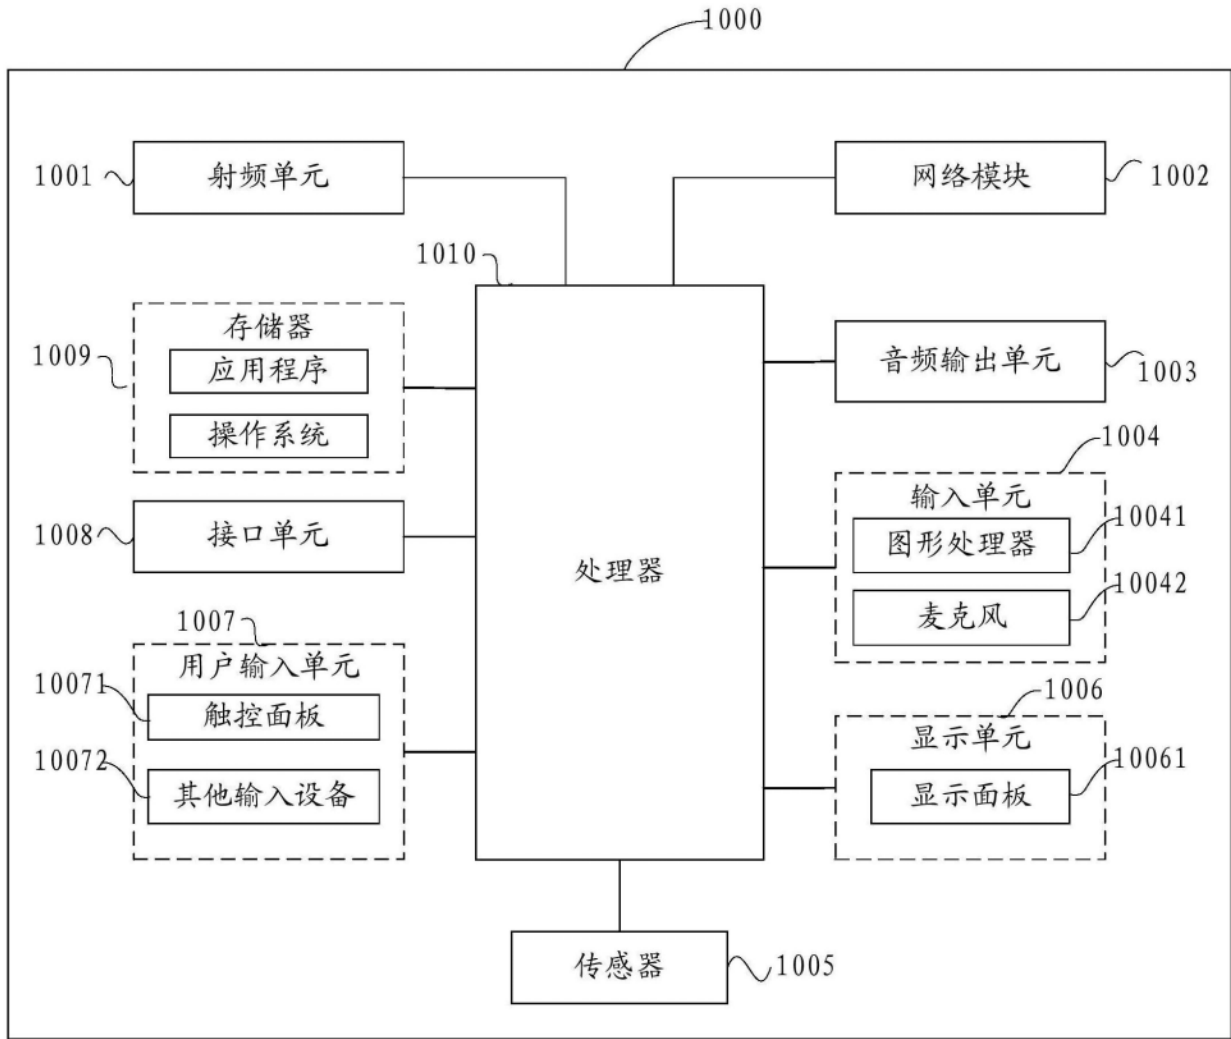 1000
1001
射频单元
网络模块
1002
1010
存储器
1009
应用程序
操作系统
音频输出单元
1003
1004
输入单元
图形处理器
10041
麦克风
10042
1008
接口单元
处理器
1007
用户输入单元
10071
触控面板
10072
其他输入设备
1006
显示单元
显示面板
10061
传感器
1005